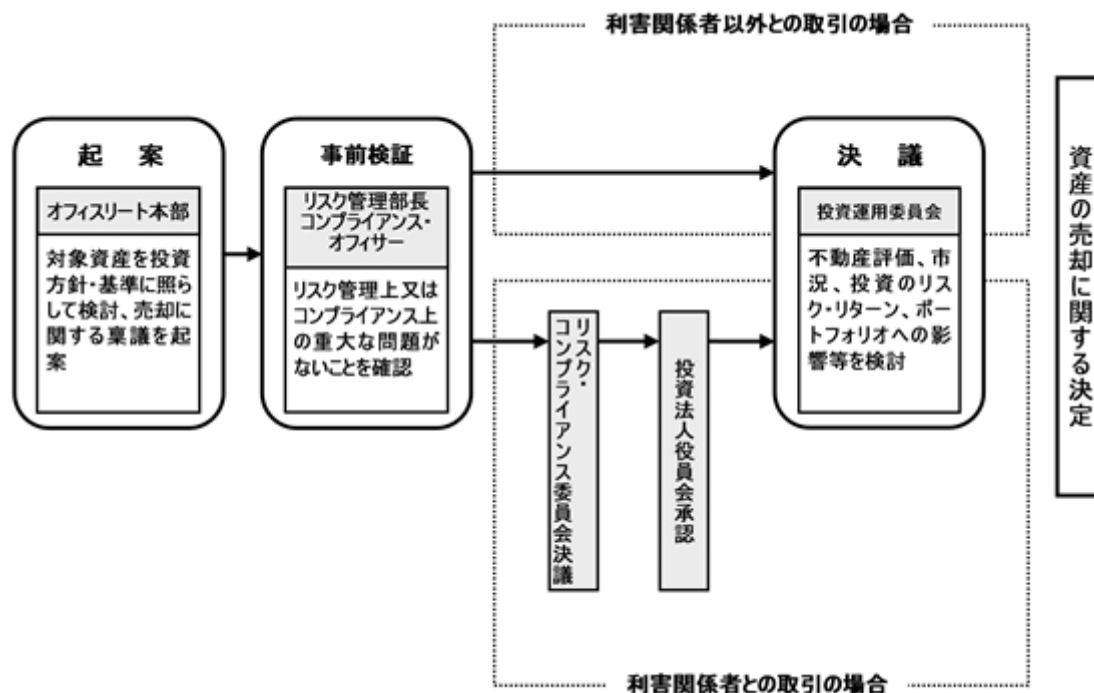 利害関係者以外との取引の場合
起　案
オフィスリート本部
対象資産を投資
方針・基準に照ら
して検討、売却に
関する稟議を起
案
事前検証
リスク管理部長
コンプライアンス・
オフィサー
リスク管理上又は
コンプライアンス上
の重大な問題が
ないことを確認
リスク・
コンプライアンス委員会決議
投資法人役員会承認
決　議
投資運用委員会
不動産評価、市
況、投資のリス
ク・リターン、ポー
トフォリオへの影
響等を検討
資産の売却に関する決定
利害関係者との取引の場合